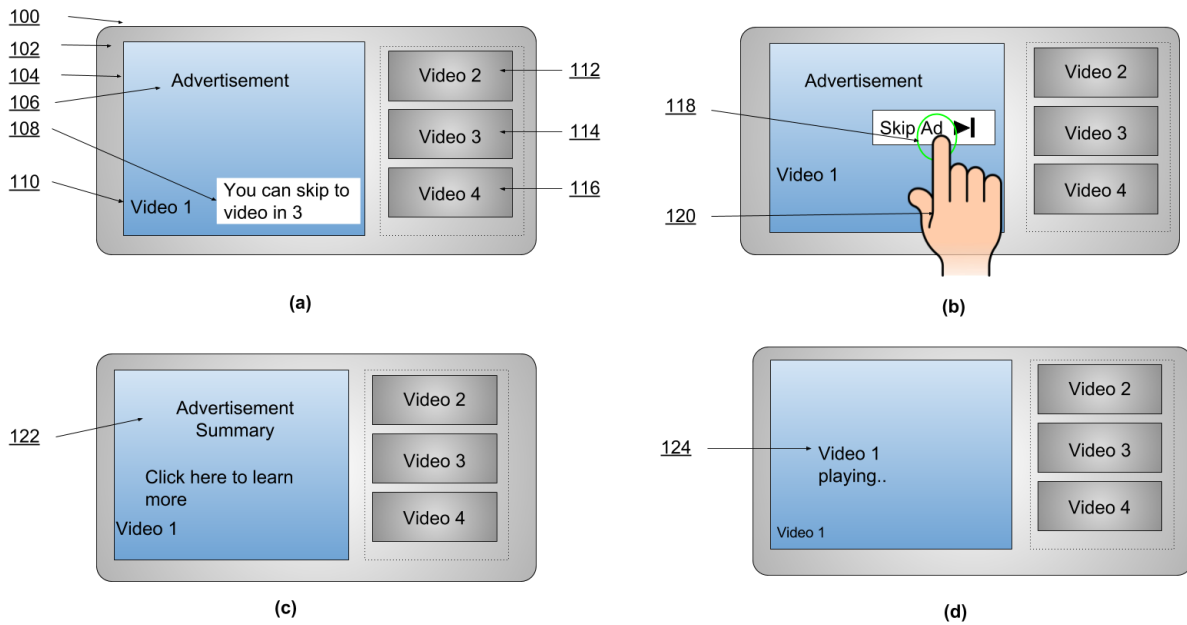 100
102
104
106
108
110
Advertisement
You can skip to
video in 3
Video 1
Video 2
Video 3
Video 4
112
114
116
(a)
118
120
Advertisement
Skip Ad
Video 1
Video 2
Video 3
Video 4
(b)
122
Advertisement
Summary
Click here to learn
more
Video 1
Video 2
Video 3
Video 4
(c)
124
Video 1
playing..
Video 1
Video 2
Video 3
Video 4
(d)